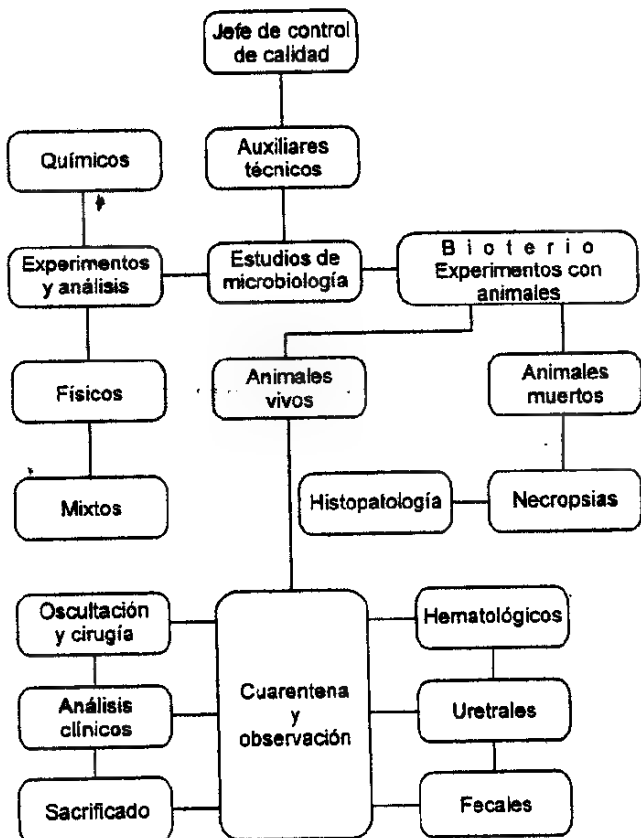 Jefe de control
de calidad
Químicos
Auxiliares
técnicos
Experimentos
y análisis
Estudios de
microbiología
Bioterio
Experimentos con
animales
Físicos
Animales
vivos
Animales
muertos
Mixtos
Histopatología
Necropsias
Oscultación
y cirugía
Hematológicos
Análisis
clínicos
Cuarentena
y
observación
Uretrales
Sacrificado
Fecales